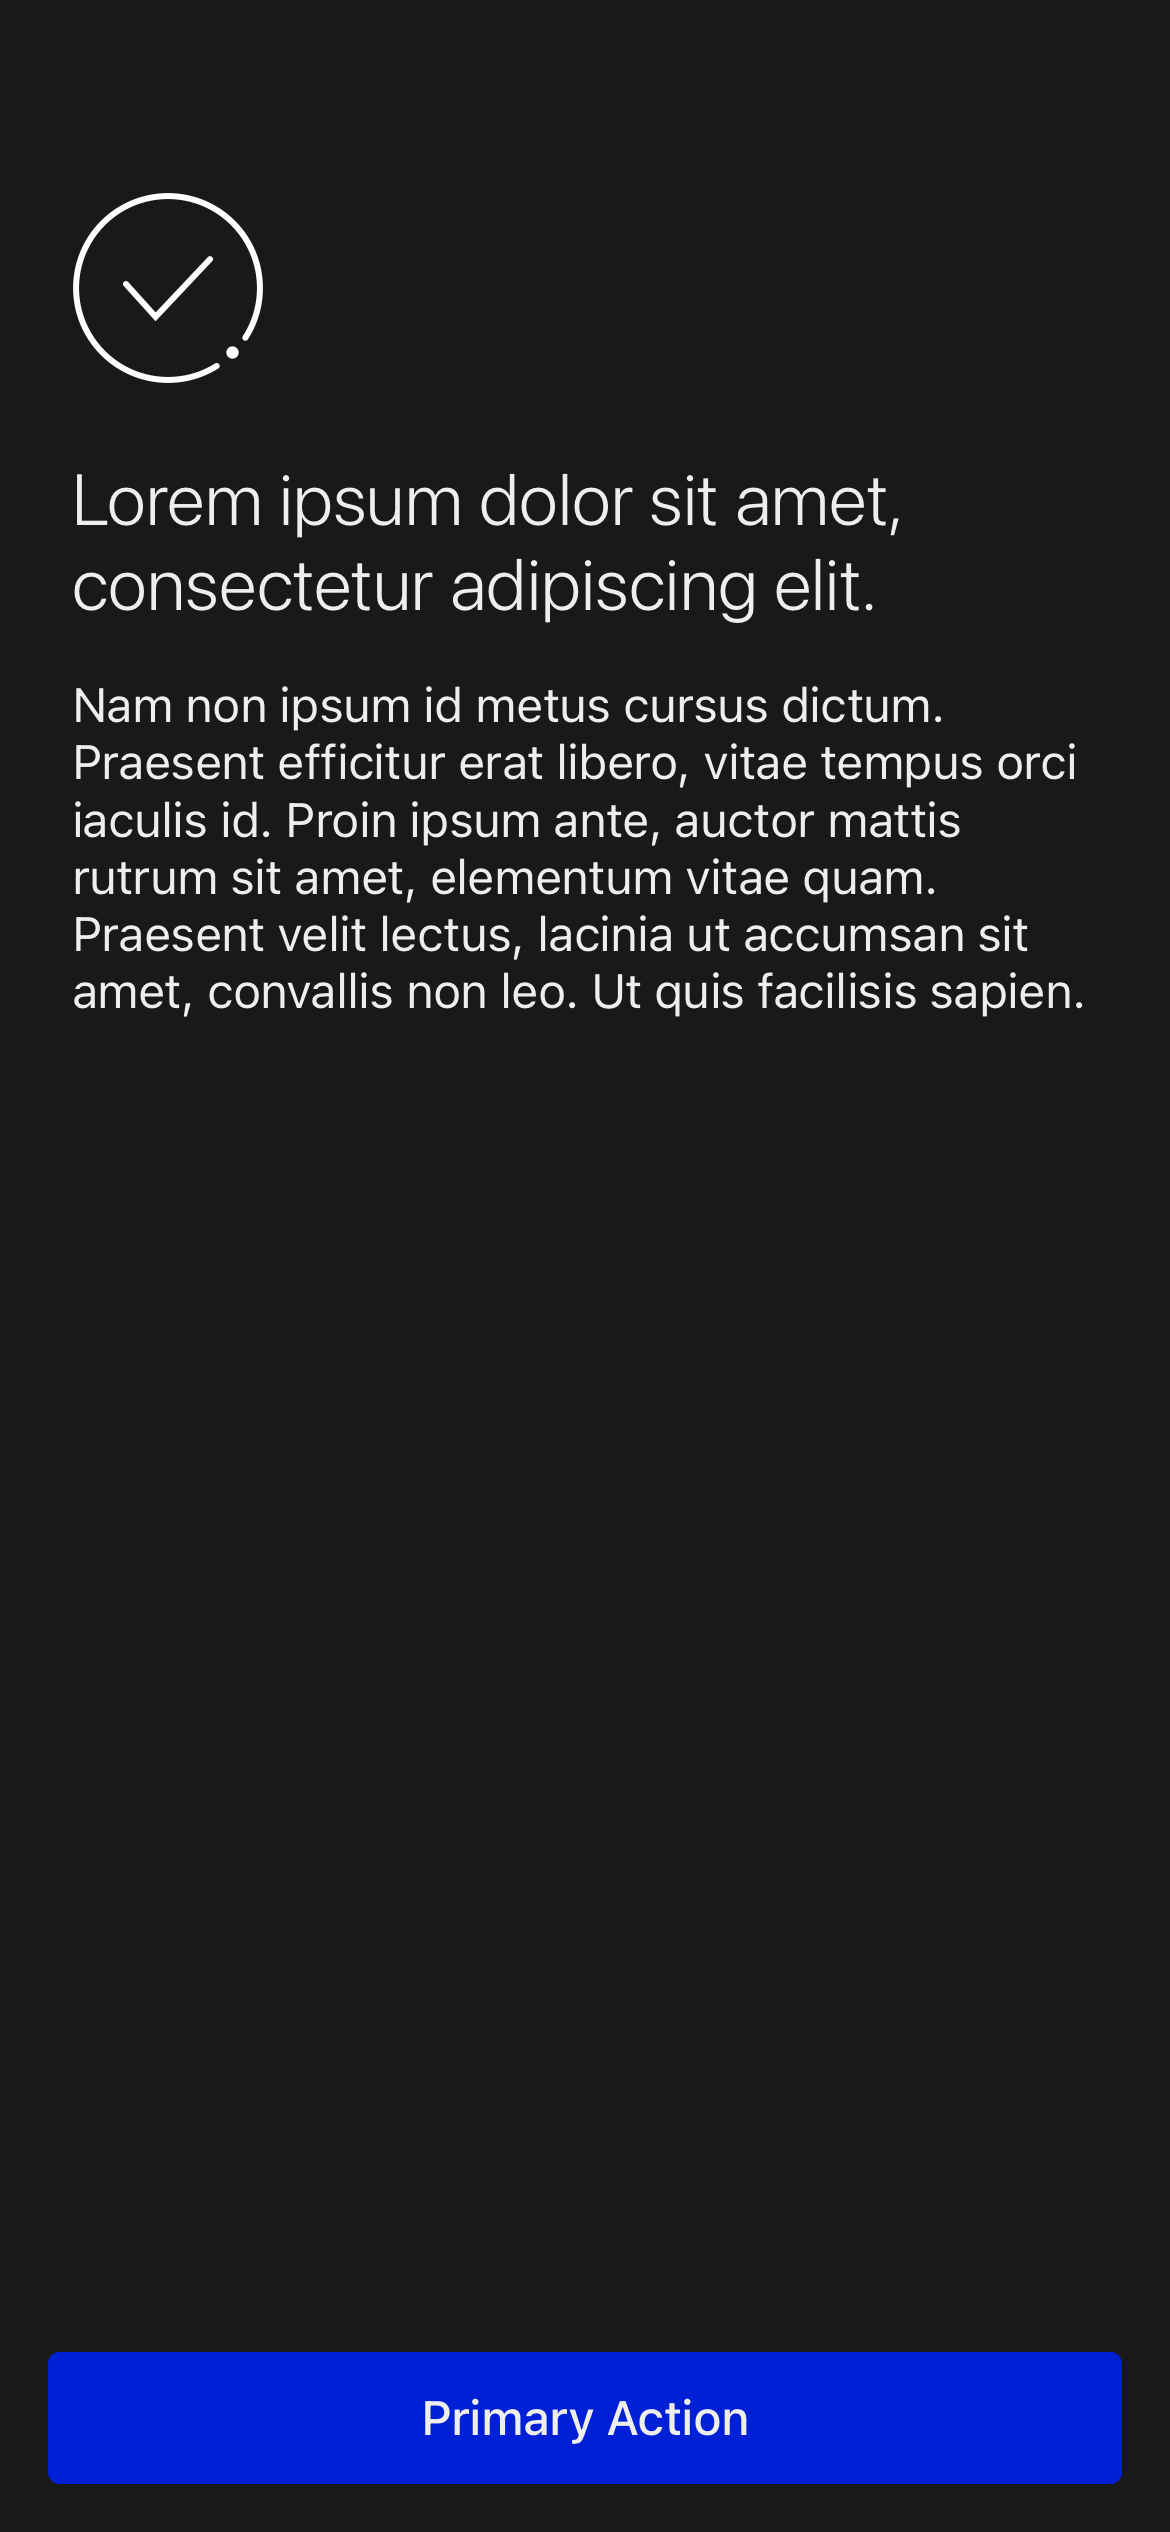 Lorem ipsum dolor sit amet,
consectetur adipiscing elit.
Nam non ipsum id metus cursus dictum.
Praesent efficitur erat libero, vitae tempus orci
iaculis id. Proin ipsum ante, auctor mattis
rutrum sit amet, elementum vitae quam.
Praesent velit lectus, lacinia ut accumsan sit
amet, convallis non leo. Ut quis facilisis sapien.
Primary Action